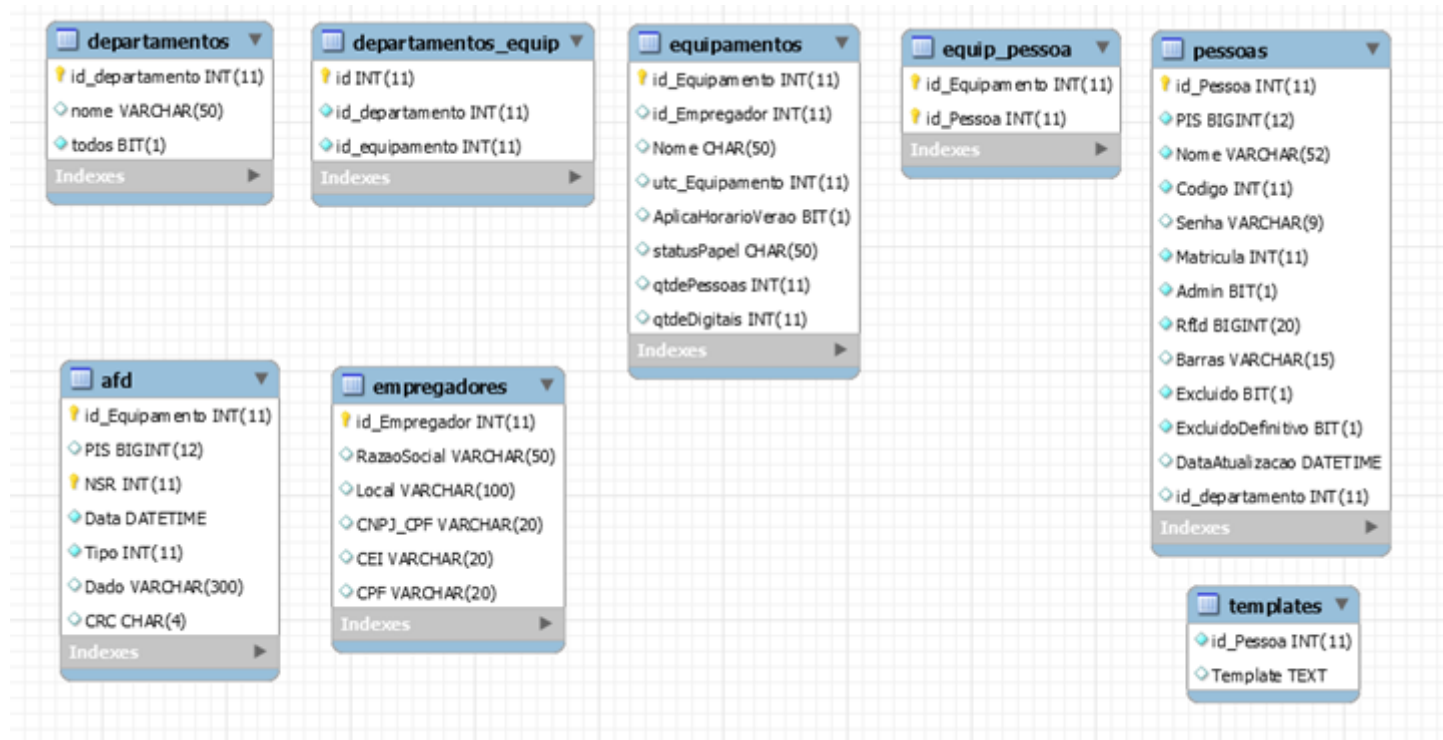 departamentos
id_departamento INT(11)
nome VARCHAR(50)
todos BIT(1)
Indexes
departamentos_equip
id INT(11)
id_departamento INT(11)
id_equipamento INT(11)
Indexes
equipamentos
id_Equipamento INT(11)
id_Empregador INT(11)
Nome CHAR(50)
utc_Equipamento INT(11)
AplicaHorarioVerao BIT(1)
statusPapel CHAR(50)
qtdePessoas INT(11)
qtdeDigitais INT(11)
Indexes
equip_pessoa
id_Equipamento INT(11)
id_Pessoa INT(11)
Indexes
pessoas
id_Pessoa INT(11)
PIS BIGINT(12)
Nome VARCHAR(52)
Codigo INT(11)
Senha VARCHAR(9)
Matricula INT(11)
Admin BIT(1)
RfId BIGINT(20)
Barras VARCHAR(15)
Excluido BIT(1)
ExcluidoDefinitivo BIT(1)
DataAtualizacao DATETIME
id_departamento INT(11)
Indexes
afd
id_Equipamento INT(11)
PIS BIGINT(12)
NSR INT(11)
Data DATETIME
Tipo INT(11)
Dado VARCHAR(300)
CRC CHAR(4)
Indexes
empregadores
id_Empregador INT(11)
RazaoSocial VARCHAR(50)
Local VARCHAR(100)
CNPJ_CPF VARCHAR(20)
CEI VARCHAR(20)
CPF VARCHAR(20)
Indexes
templates
id_Pessoa INT(11)
Template TEXT